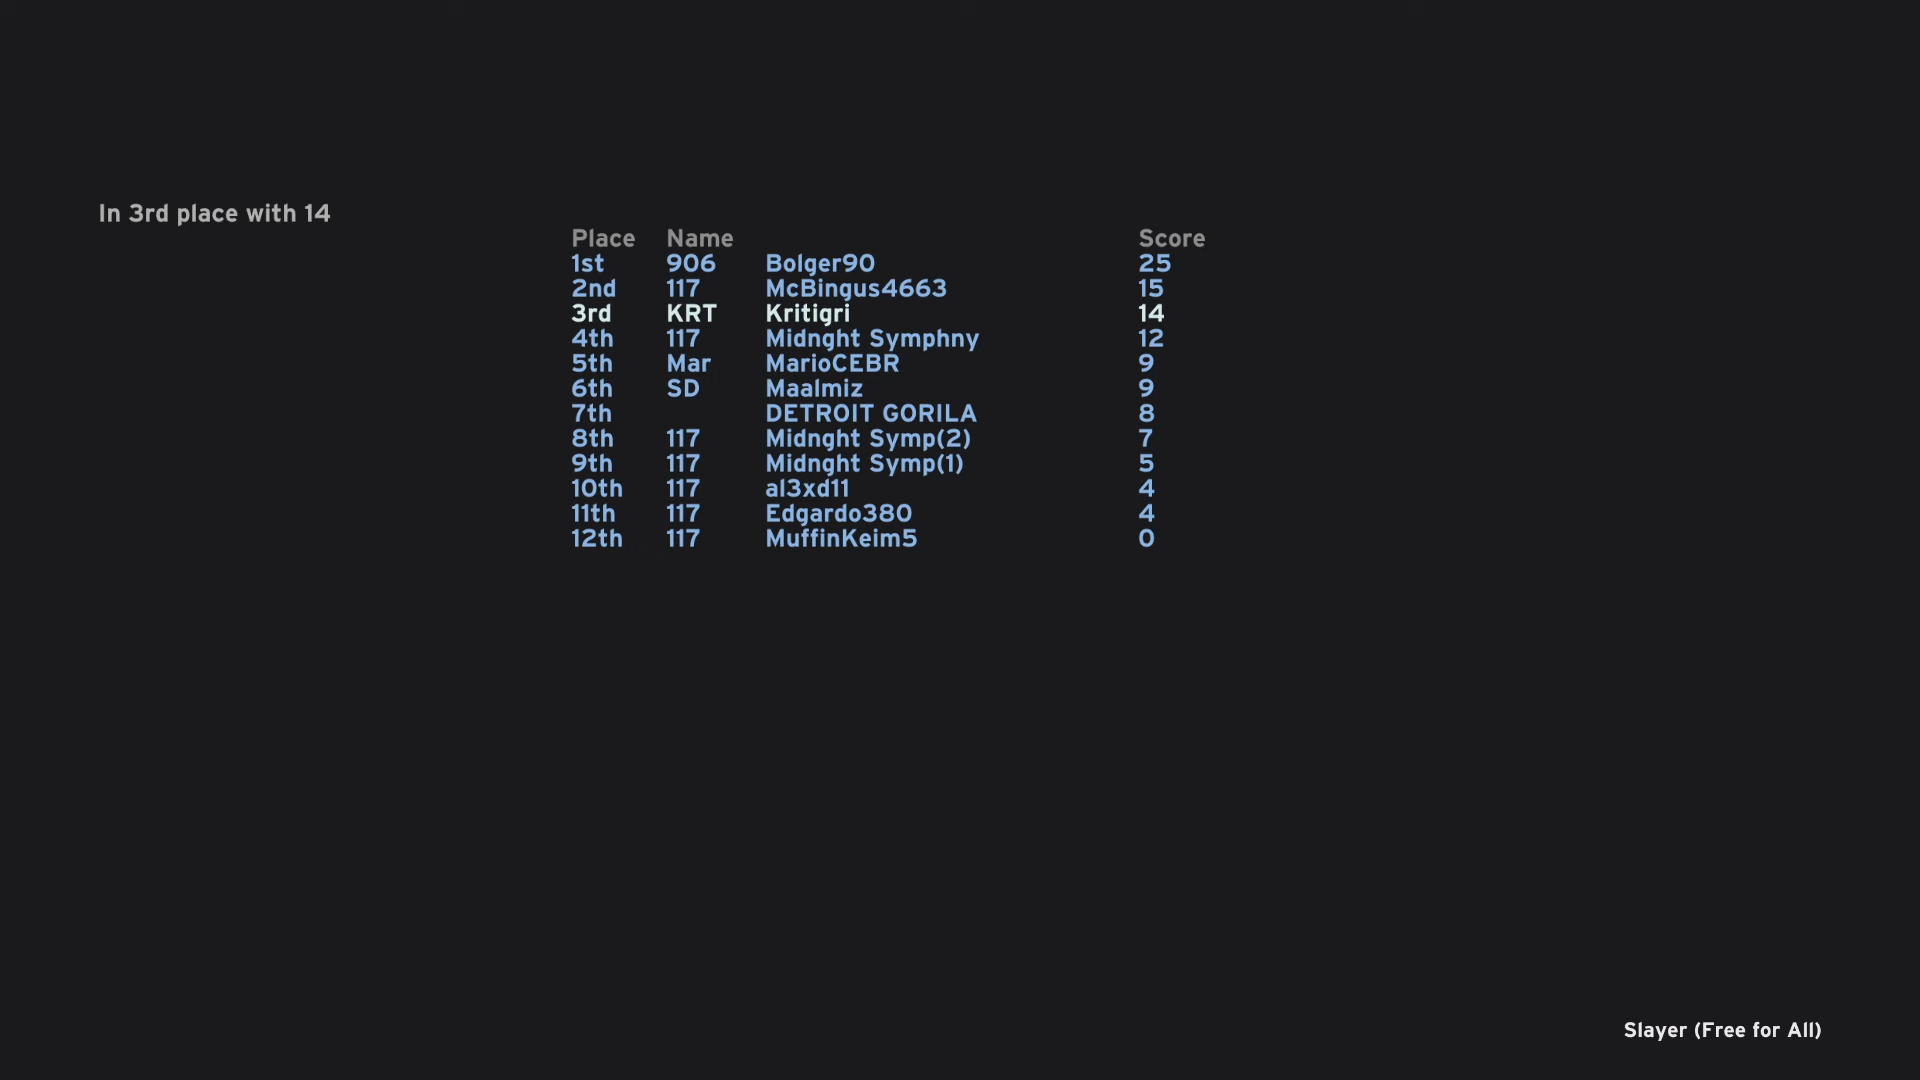 In 3rd place with 14
Place Name Score
1st 906 Bolger90 25
2nd 117 McBingus4663 15
3rd KRT Kritigri 14
4th 117 Midnght Symphny 12
5th Mar MarioCEBR 9
6th SD Maalmiz 9
7th DETROIT GORILA 8
8th 117 Midnght Symp(2) 7
9th 117 Midnght Symp(1) 5
10th 117 al3xd11 4
11th 117 Edgardo380 4
12th 117 MuffinKeim5 0
Slayer (Free for All)